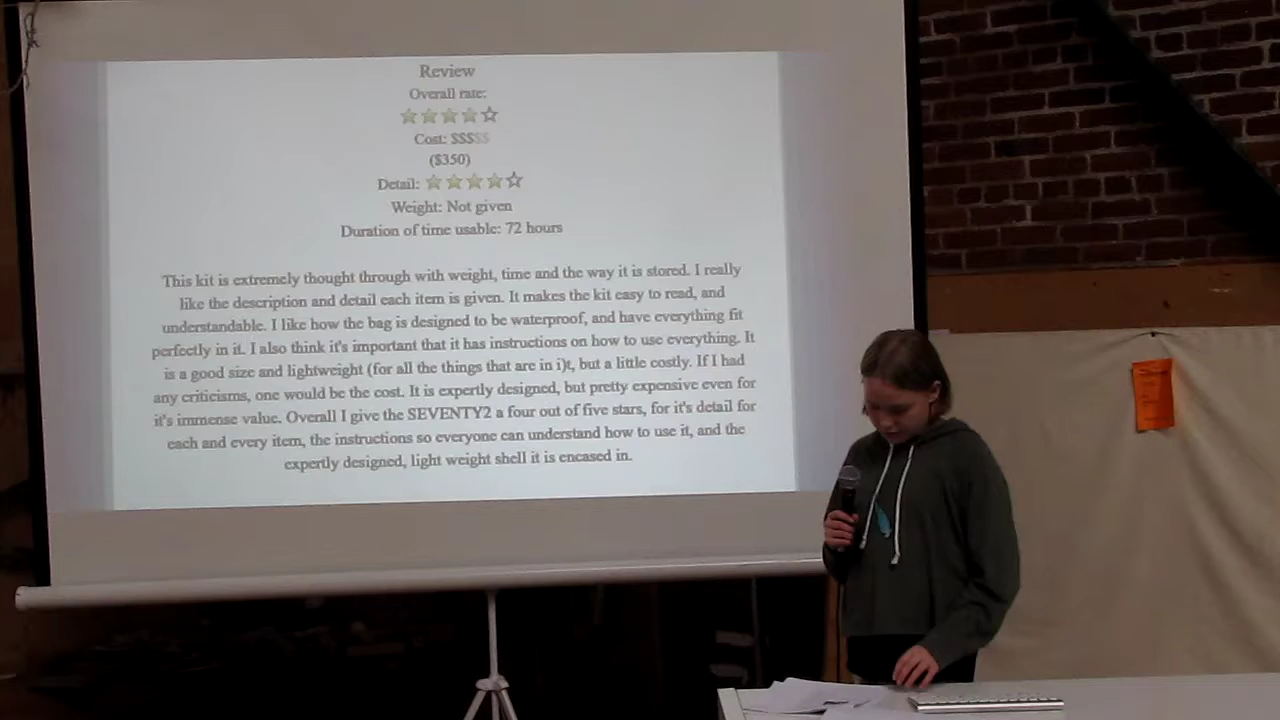 Review
Overall rate:
★★★★☆
Cost: $$$$$
($350)
Detail: ★★★★☆
Weight: Not given
Duration of time usable: 72 hours
This kit is extremely thought through with weight, time and the way it is stored. I really
like the description and detail each item is given. It makes the kit easy to read, and
understandable. I like how the bag is designed to be waterproof, and have everything fit
perfectly in it. I also think it's important that it has instructions on how to use everything. It
is a good size and lightweight (for all the things that are in i)t, but a little costly. If I had
any criticisms, one would be the cost. It is expertly designed, but pretty expensive even for
it's immense value. Overall I give the SEVENTY2 a four out of five stars, for it's detail for
each and every item, the instructions so everyone can understand how to use it, and the
expertly designed, light weight shell it is encased in.